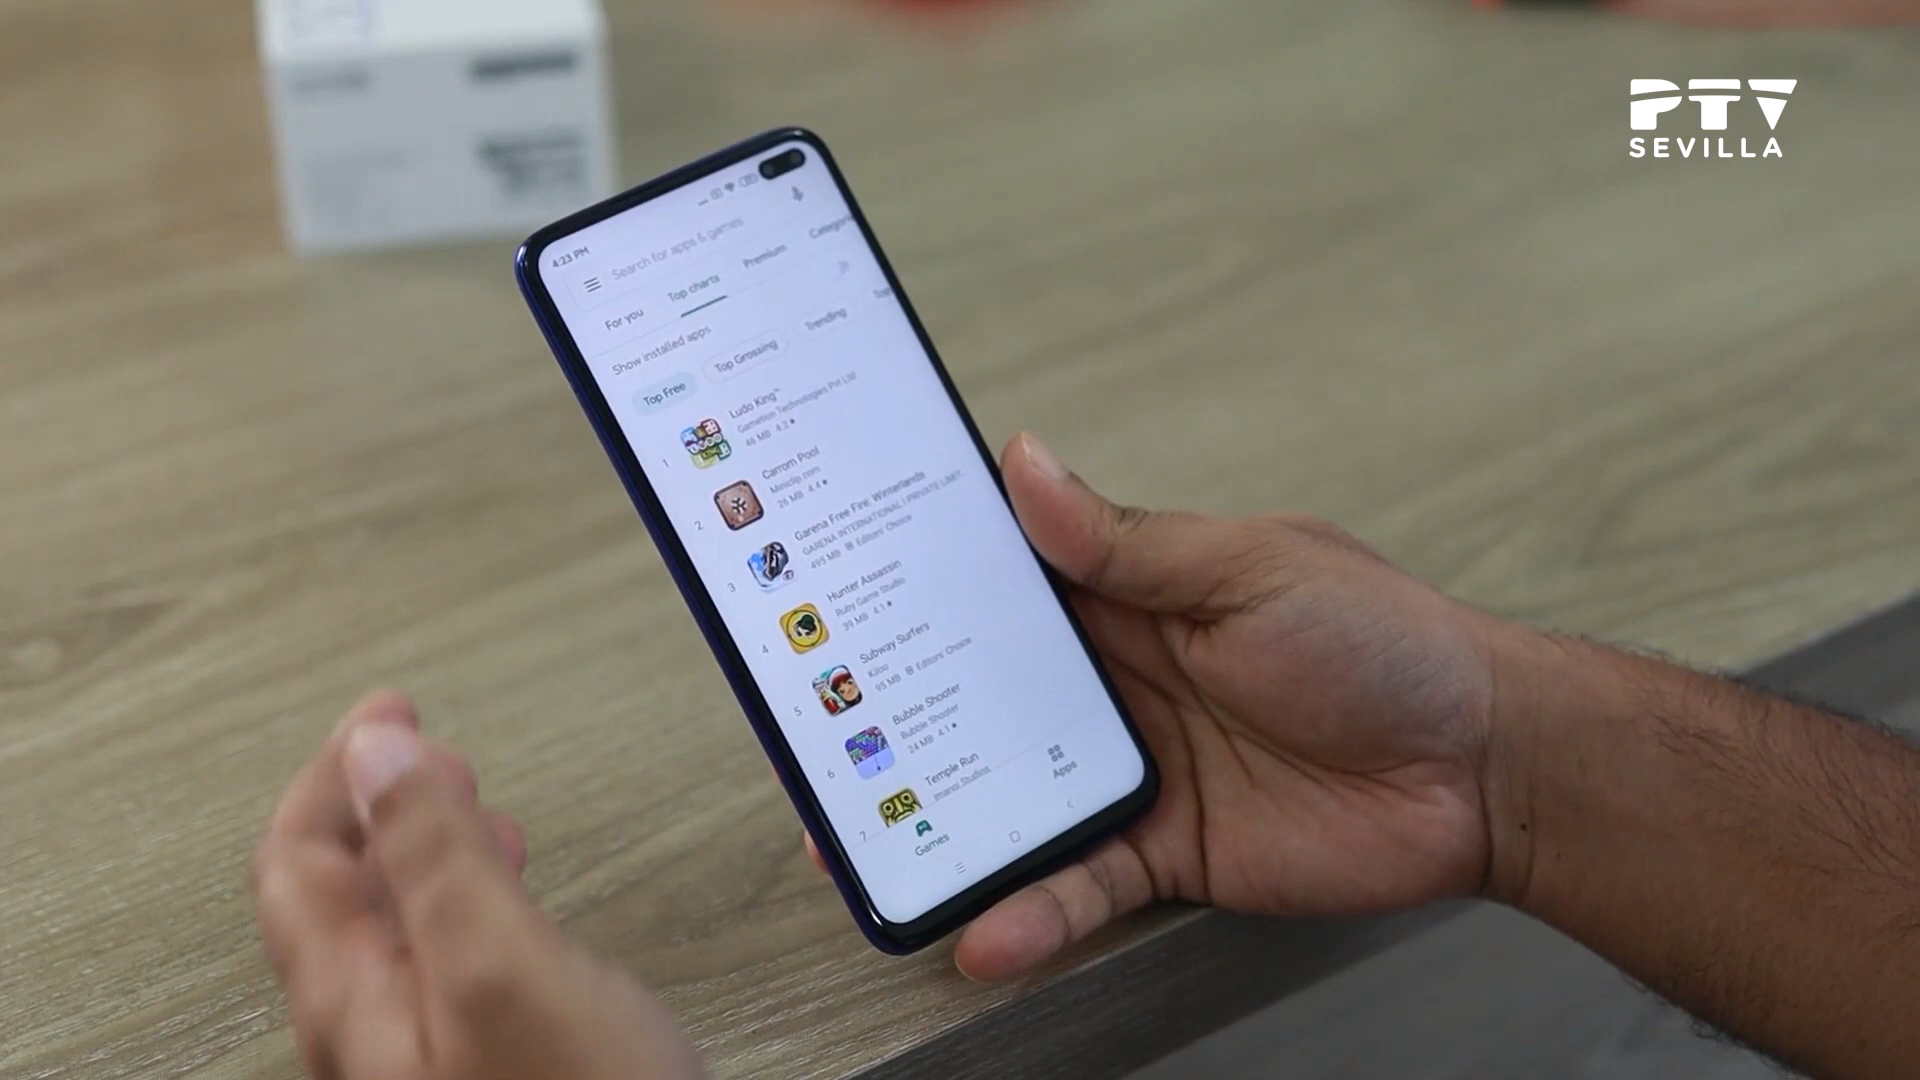 PTV
SEVILLA
4:23 PM
Search for apps & games
For you
Top charts
Premium
Categories
Show installed apps
Top Free
Top Grossing
Trending
1
Ludo King™
Gametion Technologies Pvt Ltd
46 MB 4.2★
2
Carrom Pool
Miniclip.com
26 MB 4.4★
3
Garena Free Fire: Winterlands
GARENA INTERNATIONAL I PRIVATE LIMIT..
495 MB Editors' Choice
4
Hunter Assassin
Ruby Game Studio
39 MB 4.1★
5
Subway Surfers
Kiloo
95 MB Editors' Choice
6
Bubble Shooter
Bubble Shooter
24 MB 4.1★
7
Temple Run
Imangi Studios
Games
Apps